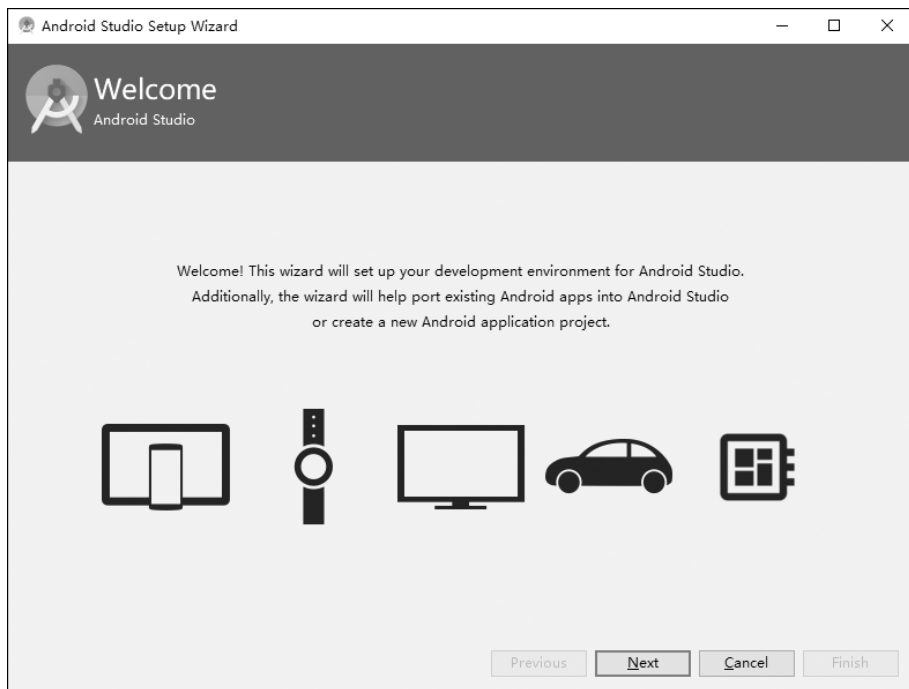 Android Studio Setup Wizard
Welcome
Android Studio
Welcome! This wizard will set up your development environment for Android Studio.
Additionally, the wizard will help port existing Android apps into Android Studio
or create a new Android application project.
Previous Next Cancel Finish